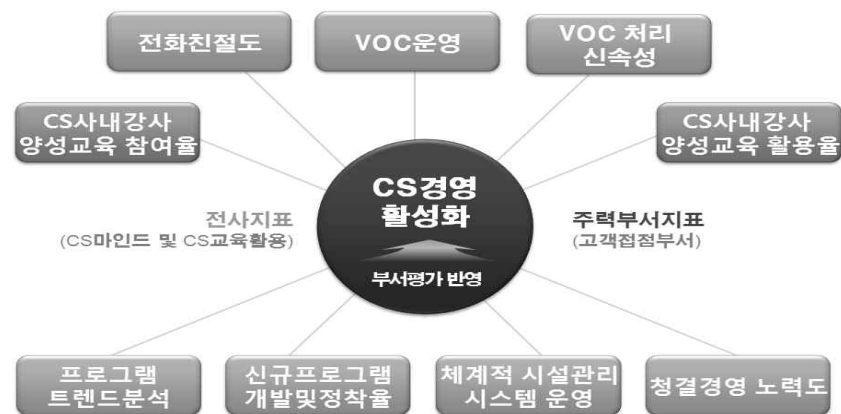 전화친절도
VOC운영
VOC 처리
신속성
CS사내강사
양성교육 참여율
CS사내강사
양성교육 활용율
CS경영
활성화
부서평가 반영
전사지표
(CS마인드 및 CS교육활용)
주력부서지표
(고객접점부서)
프로그램
트렌드분석
신규프로그램
개발및정착율
체계적 시설관리
시스템 운영
청결경영 노력도